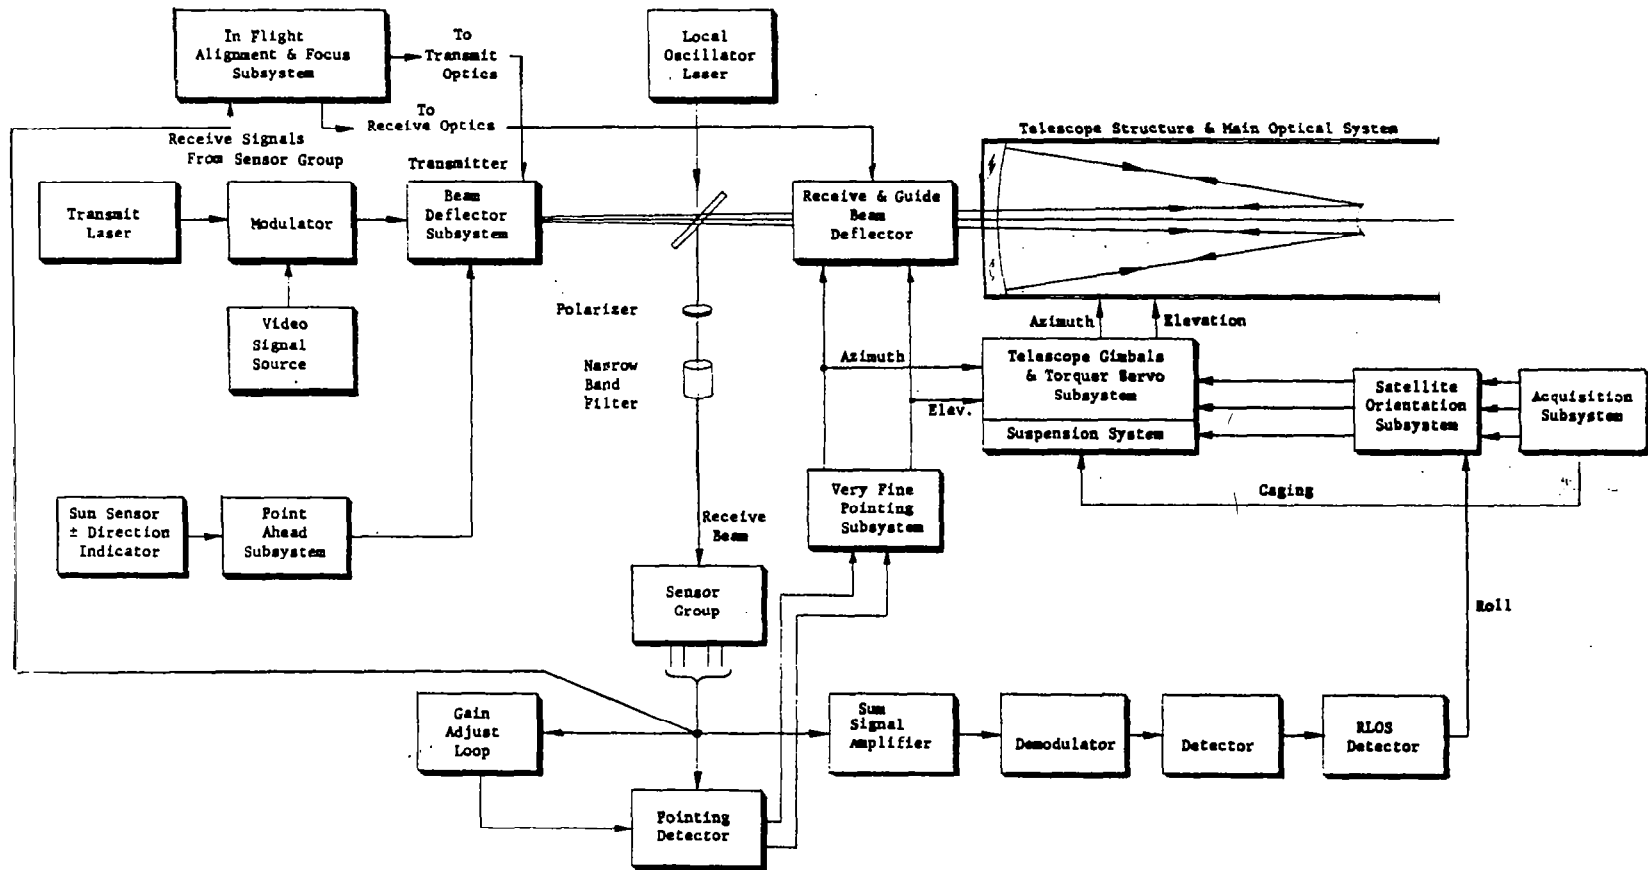 In Flight
Alignment & Focus
Subsystem
To
Transmit
Optics
Local
Oscillator
Laser
To
Receive Optics
Receive Signals
From Sensor Group
Telescope Structure & Main Optical System
Transmitter
Transmit
Laser
Modulator
Beam
Deflector
Subsystem
Receive & Guide
Beam
Deflector
Video
Signal
Source
Polarizer
Narrow
Band
Filter
Azimuth
Elevation
Azimuth
Elev.
Telescope Gimbals
& Torquer Servo
Subsystem
Suspension System
Satellite
Orientation
Subsystem
Acquisition
Subsystem
Caging
Sun Sensor
± Direction
Indicator
Point
Ahead
Subsystem
Receive
Beam
Very Fine
Pointing
Subsystem
Sensor
Group
Roll
Gain
Adjust
Loop
Sum
Signal
Amplifier
Demodulator
Detector
RLOS
Detector
Pointing
Detector